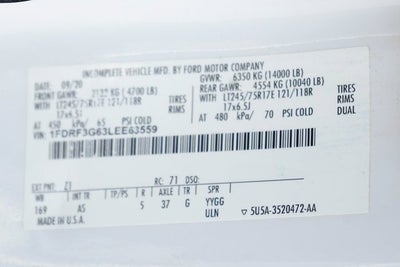 INCOMPLETE VEHICLE MFD. BY FORD MOTOR COMPANY
DATE: 09/20 GVWR: 6350 KG (14000 LB)
FRONT GAWR: KG (4700 LB) REAR GAWR: 4554 KG (10040 LB)
LT245/75R17E 121/118R TIRES LT245/75R17E 121/118R TIRES
17x6.5J RIMS 17x6.5J RIMS
AT 450 kPa/ 65 PSI COLD AT 480 kPa/ 70 PSI COLD DUAL
VIN: 1FDRF3G63LEE63559
EXT PNT: Z1 RC: 71 DSO:
WB INT TR TP/PS R AXLE TR SPR
169 AS 5 37 G YYGG
MADE IN U.S.A. ULN ▽ 5U5A-3520472-AA